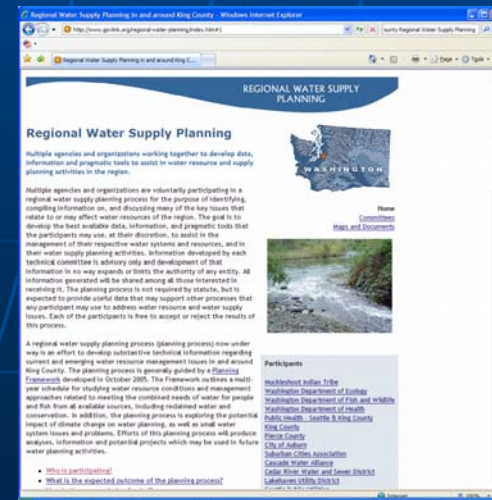 Regional Water Supply Planning in and around King County - Windows Internet Explorer
Regional Water Supply Planning
Regional Water Supply Planning in and around King C...
Page
Tools
REGIONAL WATER SUPPLY
PLANNING
Regional Water Supply Planning
Multiple agencies and organizations working together to develop data,
information and pragmatic tools to assist in water resource and supply
planning activities in the region.
WASHINGTON
Multiple agencies and organizations are voluntarily participating in a
regional water supply planning process for the purpose of identifying,
compiling information on, and discussing many of the key issues that
relate to or may affect water resources of the region. The goal is to
develop the best available data, information, and pragmatic tools that
the participants may use, at their discretion, to assist in the
management of their respective water systems and resources, and in
their water supply planning activities. Information developed by each
technical committee is advisory only and development of that
information in no way expands or limits the authority of any entity. All
information generated will be shared among all those interested in
receiving it. The planning process is not required by statute, but is
expected to provide useful data that may support other processes that
any participant may use to address water resource and water supply
issues. Each of the participants is free to accept or reject the results of
this process.
A regional water supply planning process (planning process) now under
way is an effort to develop substantive technical information regarding
current and emerging water resource management issues in and around
King County. The planning process is generally guided by a Planning
Framework developed in October 2005. The Framework outlines a multi-
year schedule for studying water resource conditions and management
approaches related to meeting the combined needs of water for people
and fish from all available sources, including reclaimed water and
conservation. In addition, the planning process is exploring the potential
impact of climate change on water planning, as well as small water
system issues and problems. Efforts of this planning process will produce
analyses, information and potential projects which may be used in future
water planning activities.
• Who is participating?
• What is the expected outcome of the planning process?
Home
Committees
Maps and Documents
Participants
Muckleshoot Indian Tribe
Washington Department of Ecology
Washington Department of Fish and Wildlife
Washington Department of Health
Public Health - Seattle & King County
King County
Pierce County
City of Auburn
Suburban Cities Association
Cascade Water Alliance
Cedar River Water and Sewer District
Lakehaven Utility District
Internet